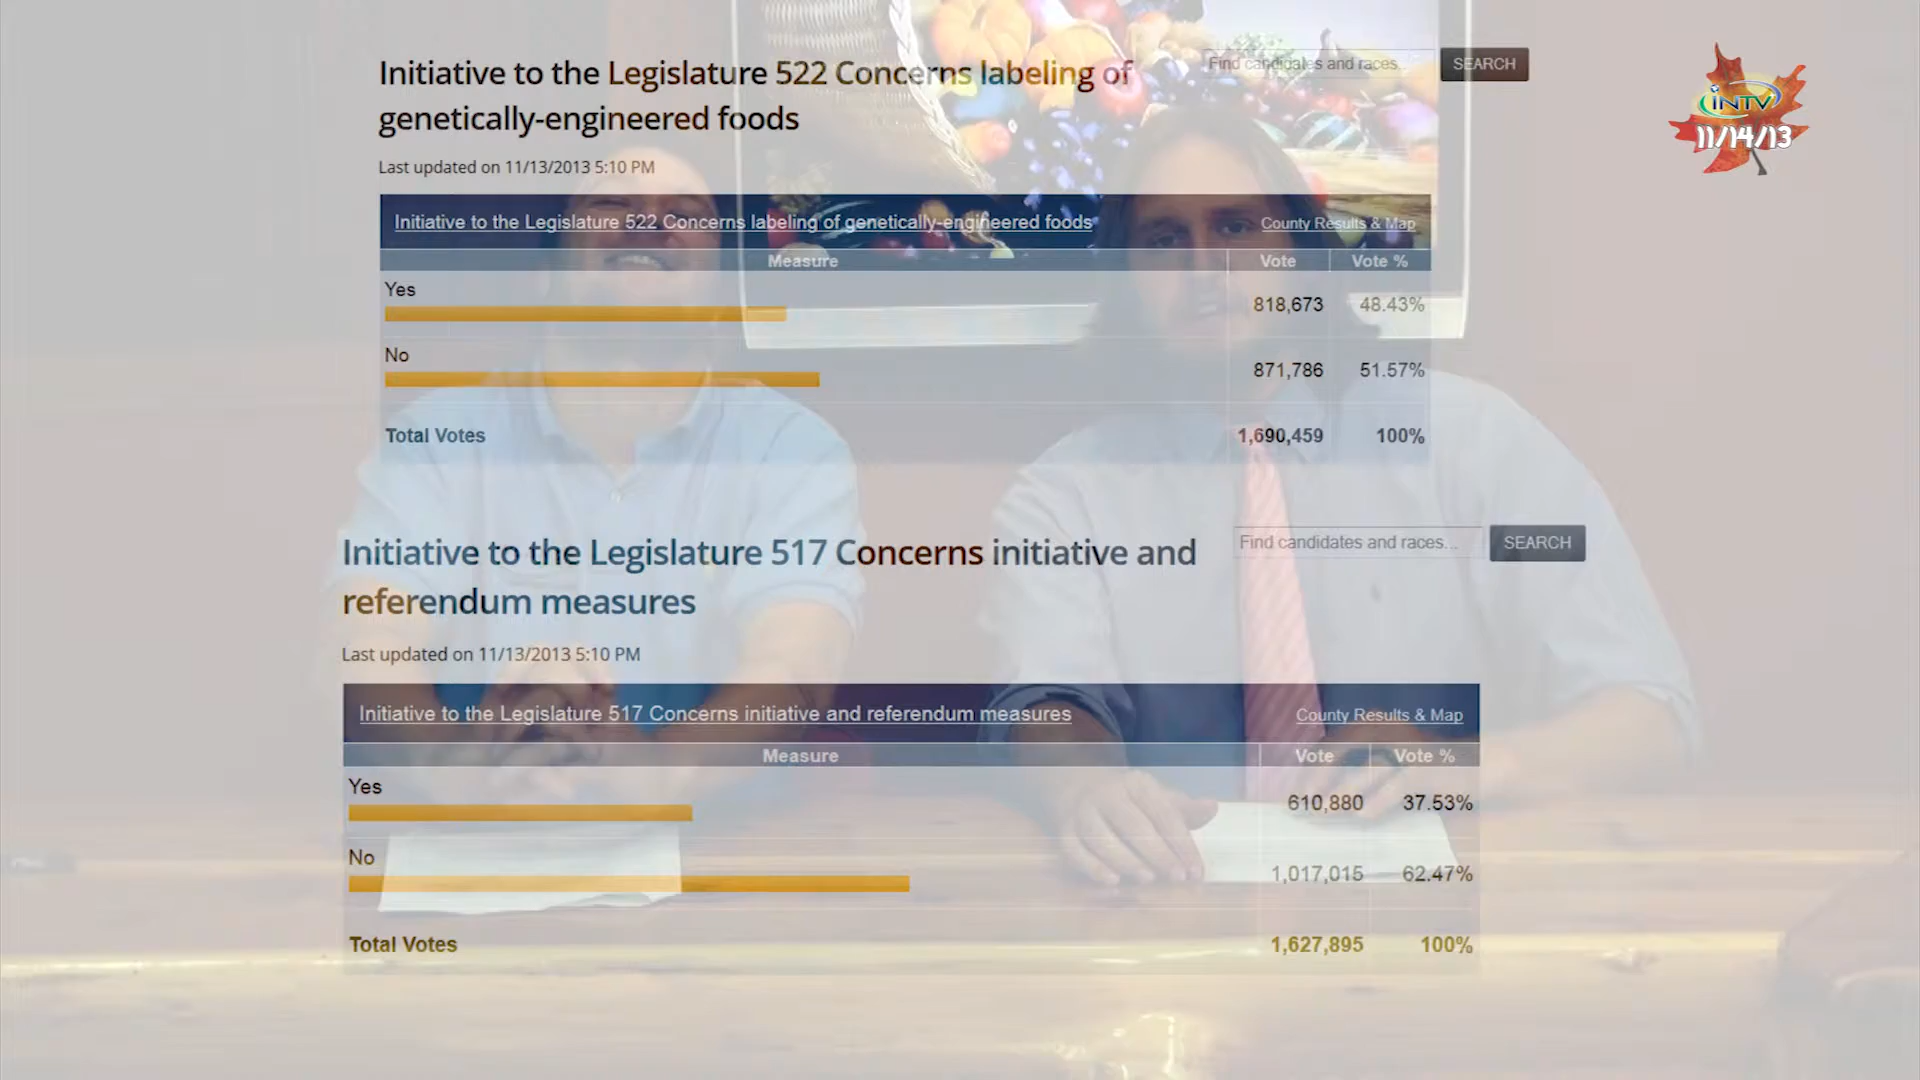 Initiative to the Legislature 522 Concerns labeling of
genetically-engineered foods
Find candidates and races...
SEARCH
iNTV
11/14/13
Last updated on 11/13/2013 5:10 PM
Initiative to the Legislature 522 Concerns labeling of genetically-engineered foods
County Results & Map
Measure Vote Vote %
Yes
818,673 48.43%
No
871,786 51.57%
Total Votes 1,690,459 100%
Initiative to the Legislature 517 Concerns initiative and
referendum measures
Find candidates and races...
SEARCH
Last updated on 11/13/2013 5:10 PM
Initiative to the Legislature 517 Concerns initiative and referendum measures
County Results & Map
Measure Vote Vote %
Yes
610,880 37.53%
No
1,017,015 62.47%
Total Votes 1,627,895 100%